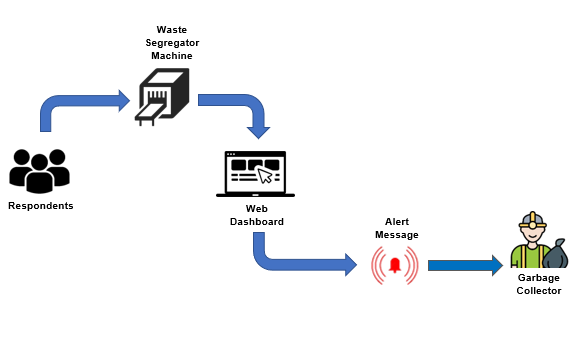 Waste
Segregator
Machine
Respondents
Web
Dashboard
Alert
Message
Garbage
Collector